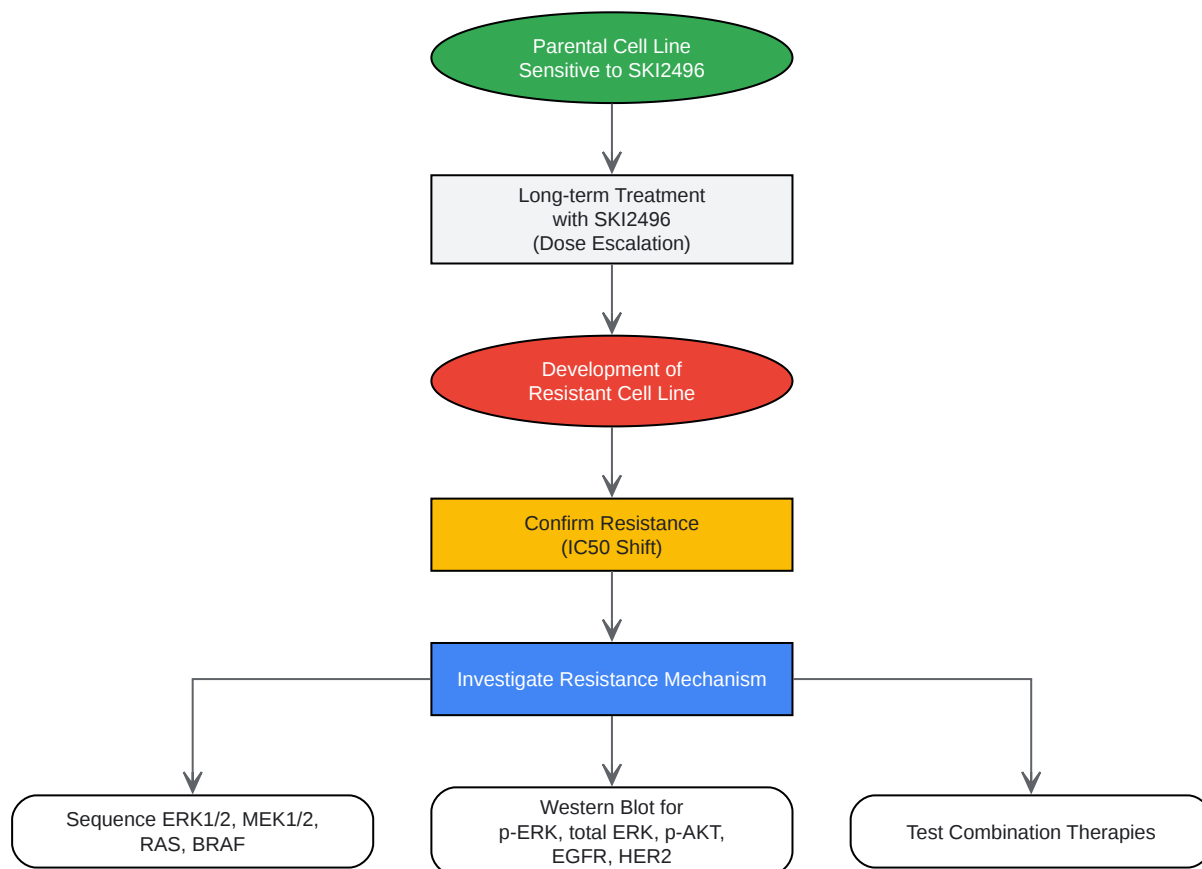 Parental Cell Line
Sensitive to SKI2496
Long-term Treatment
with SKI2496
(Dose Escalation)
Development of
Resistant Cell Line
Confirm Resistance
(IC50 Shift)
Investigate Resistance Mechanism
Sequence ERK1/2, MEK1/2,
RAS, BRAF
Western Blot for
p-ERK, total ERK, p-AKT,
EGFR, HER2
Test Combination Therapies